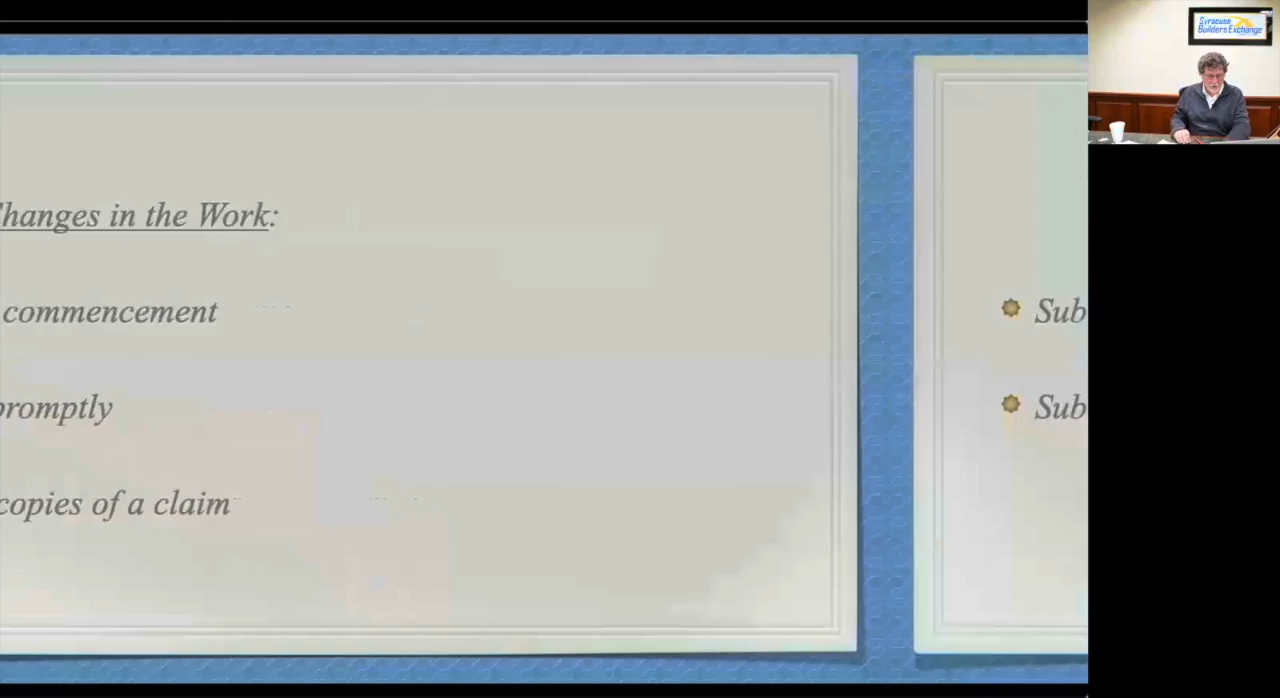 Changes in the Work:
commencement
promptly
copies of a claim
Sub
Sub
Syracuse
Builders Exchange